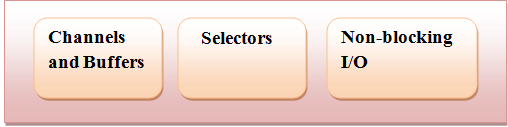 Channels
and Buffers
Selectors
Non-blocking
I/O